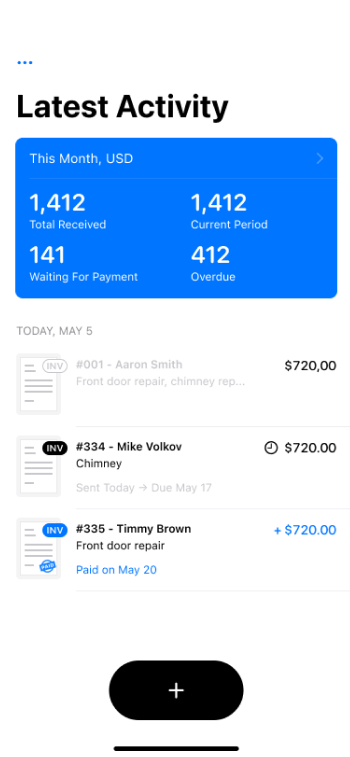 ...
Latest Activity
This Month, USD
1,412
Total Received
1,412
Current Period
141
Waiting For Payment
412
Overdue
TODAY, MAY 5
INV
#001 - Aaron Smith
$720,00
Front door repair, chimney rep...
INV
#334 - Mike Volkov
$720.00
Chimney
Sent Today → Due May 17
INV
#335 - Timmy Brown
+ $720.00
Front door repair
PAID
Paid on May 20
+